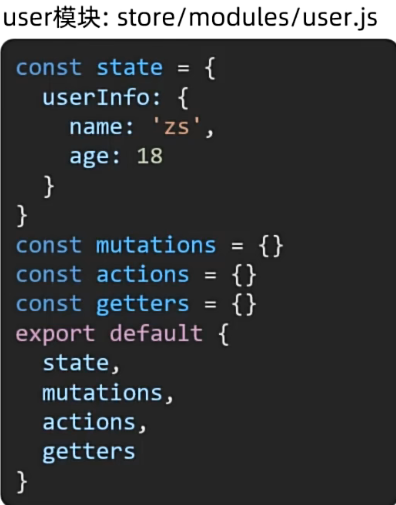 user模块: store/modules/user.js
const state = {
  userInfo: {
    name: 'zs',
    age: 18
  }
}
const mutations = {}
const actions = {}
const getters = {}
export default {
  state,
  mutations,
  actions,
  getters
}